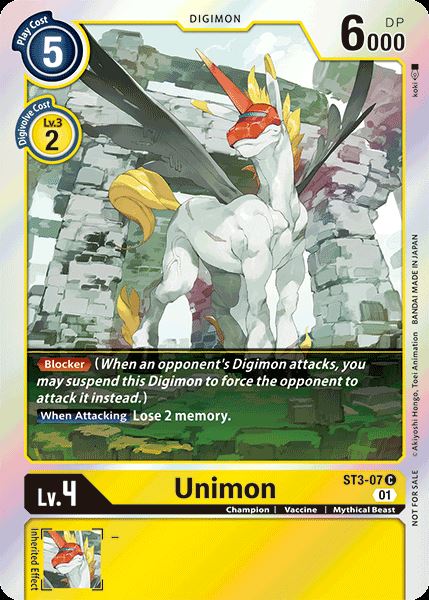 DIGIMON
Play Cost
5
6000
DP
Digivolve Cost
Lv.3
2
koki
Blocker (When an opponent's Digimon attacks, you
may suspend this Digimon to force the opponent to
attack it instead.)
When Attacking Lose 2 memory.
© Akiyoshi Hongo, Toei Animation BANDAI MADE IN JAPAN
NOT FOR SALE
Lv.4
Unimon
ST3-07 C
01
Champion | Vaccine | Mythical Beast
Inherited Effect
–